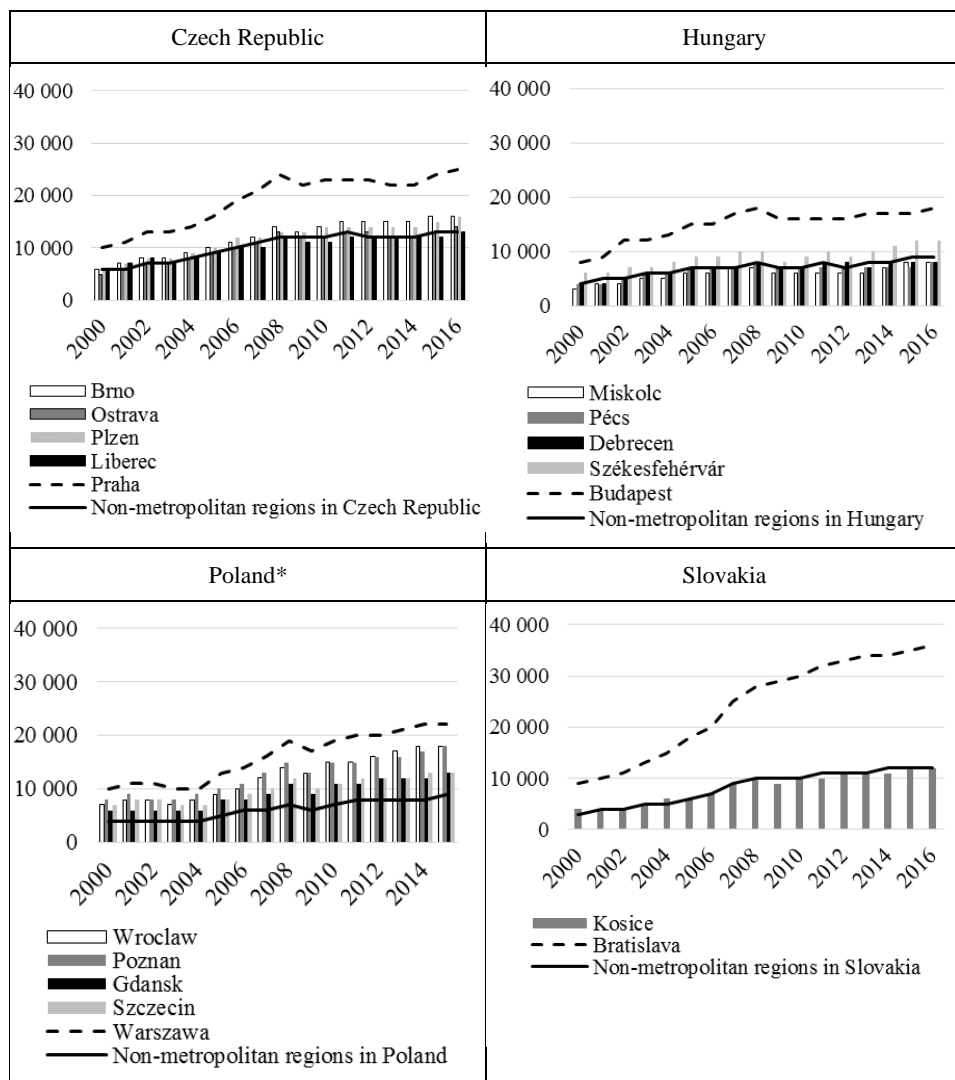 Czech Republic
40 000
30 000
20 000
10 000
0
2000
2002
2004
2006
2008
2010
2012
2014
2016
Brno
Ostrava
Plzen
Liberec
Praha
Non-metropolitan regions in Czech Republic
Hungary
40 000
30 000
20 000
10 000
0
2000
2002
2004
2006
2008
2010
2012
2014
2016
Miskolc
Pécs
Debrecen
Székesfehérvár
Budapest
Non-metropolitan regions in Hungary
Poland*
40 000
30 000
20 000
10 000
0
2000
2002
2004
2006
2008
2010
2012
2014
Wroclaw
Poznan
Gdansk
Szczecin
Warszawa
Non-metropolitan regions in Poland
Slovakia
40 000
30 000
20 000
10 000
0
2000
2002
2004
2006
2008
2010
2012
2014
2016
Kosice
Bratislava
Non-metropolitan regions in Slovakia